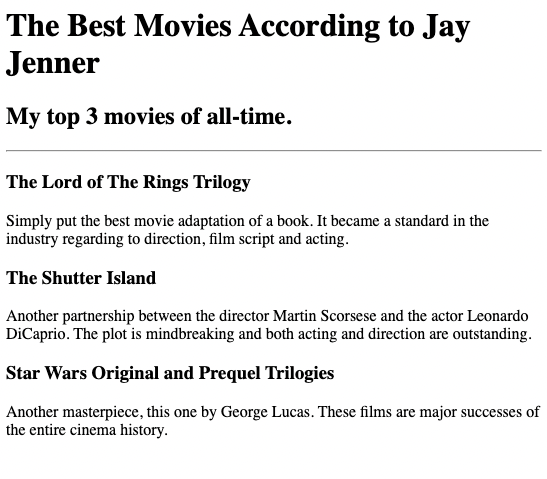 The Best Movies According to Jay
Jenner
My top 3 movies of all-time.
The Lord of The Rings Trilogy
Simply put the best movie adaptation of a book. It became a standard in the
industry regarding to direction, film script and acting.
The Shutter Island
Another partnership between the director Martin Scorsese and the actor Leonardo
DiCaprio. The plot is mindbreaking and both acting and direction are outstanding.
Star Wars Original and Prequel Trilogies
Another masterpiece, this one by George Lucas. These films are major successes of
the entire cinema history.